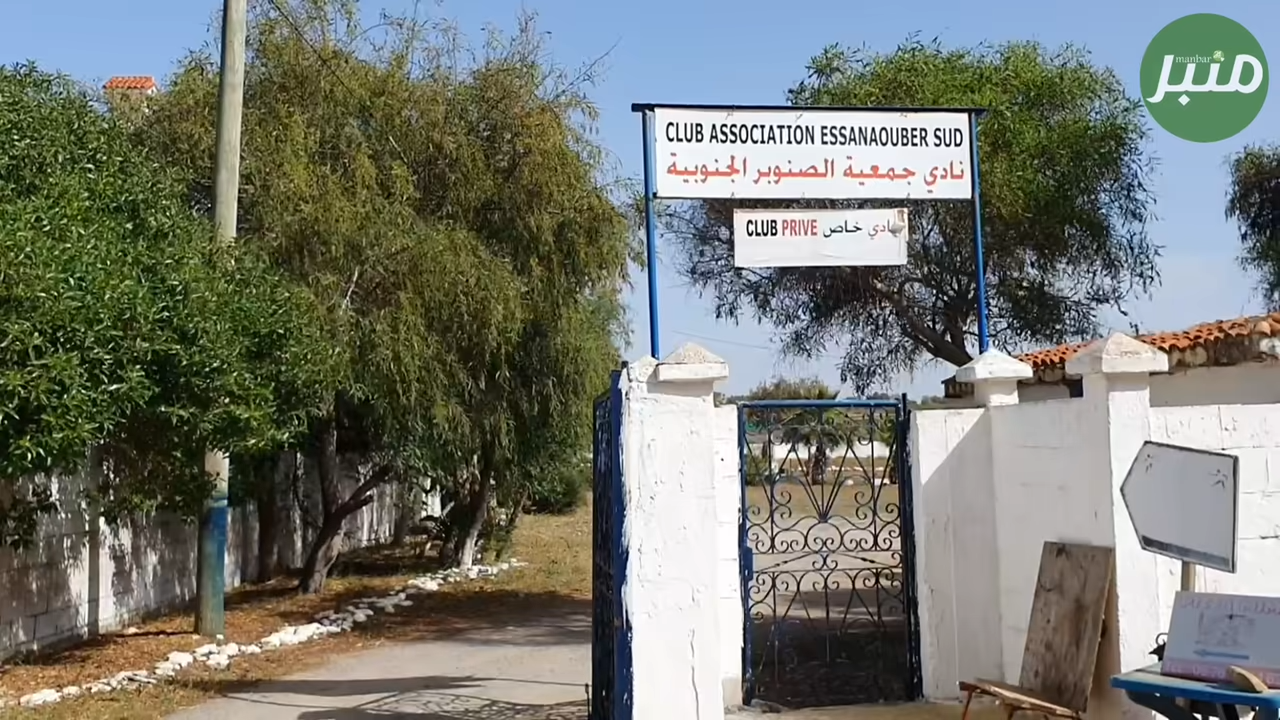 CLUB ASSOCIATION ESSANAOUBER SUD
نادي جمعية الصنوبر الجنوبية
CLUB PRIVE نادي خاص
manbar
منبر